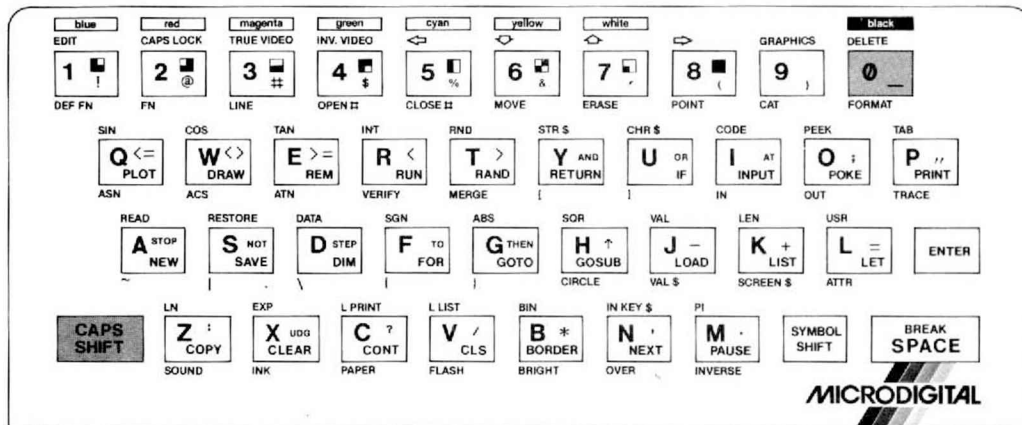 blue red magenta green cyan yellow white black
EDIT CAPS LOCK TRUE VIDEO INV. VIDEO ⇦ ⇩ ⇧ ⇨ GRAPHICS DELETE
1 ! 2 @ 3 # 4 $ 5 % 6 & 7 ' 8 ( 9 ) 0 _
DEF FN FN LINE OPEN # CLOSE # MOVE ERASE POINT CAT FORMAT
SIN COS TAN INT RND STR $ CHR $ CODE PEEK TAB
Q <= W <> E >= R < T > Y AND U OR I AT O ; P "
PLOT DRAW REM RUN RAND RETURN IF INPUT POKE PRINT
ASN ACS ATN VERIFY MERGE [ ] IN OUT TRACE
READ RESTORE DATA SGN ABS SQR VAL LEN USR
A STOP S NOT D STEP F TO G THEN H ↑ J − K + L =
NEW SAVE DIM FOR GOTO GOSUB LOAD LIST LET ENTER
~ | \ { } CIRCLE VAL $ SCREEN $ ATTR
LN EXP L PRINT L LIST BIN IN KEY $ PI
CAPS SHIFT Z : X UDG C ? V / B * N , M . SYMBOL SHIFT BREAK SPACE
COPY CLEAR CONT CLS BORDER NEXT PAUSE
SOUND INK PAPER FLASH BRIGHT OVER INVERSE
MICRODIGITAL